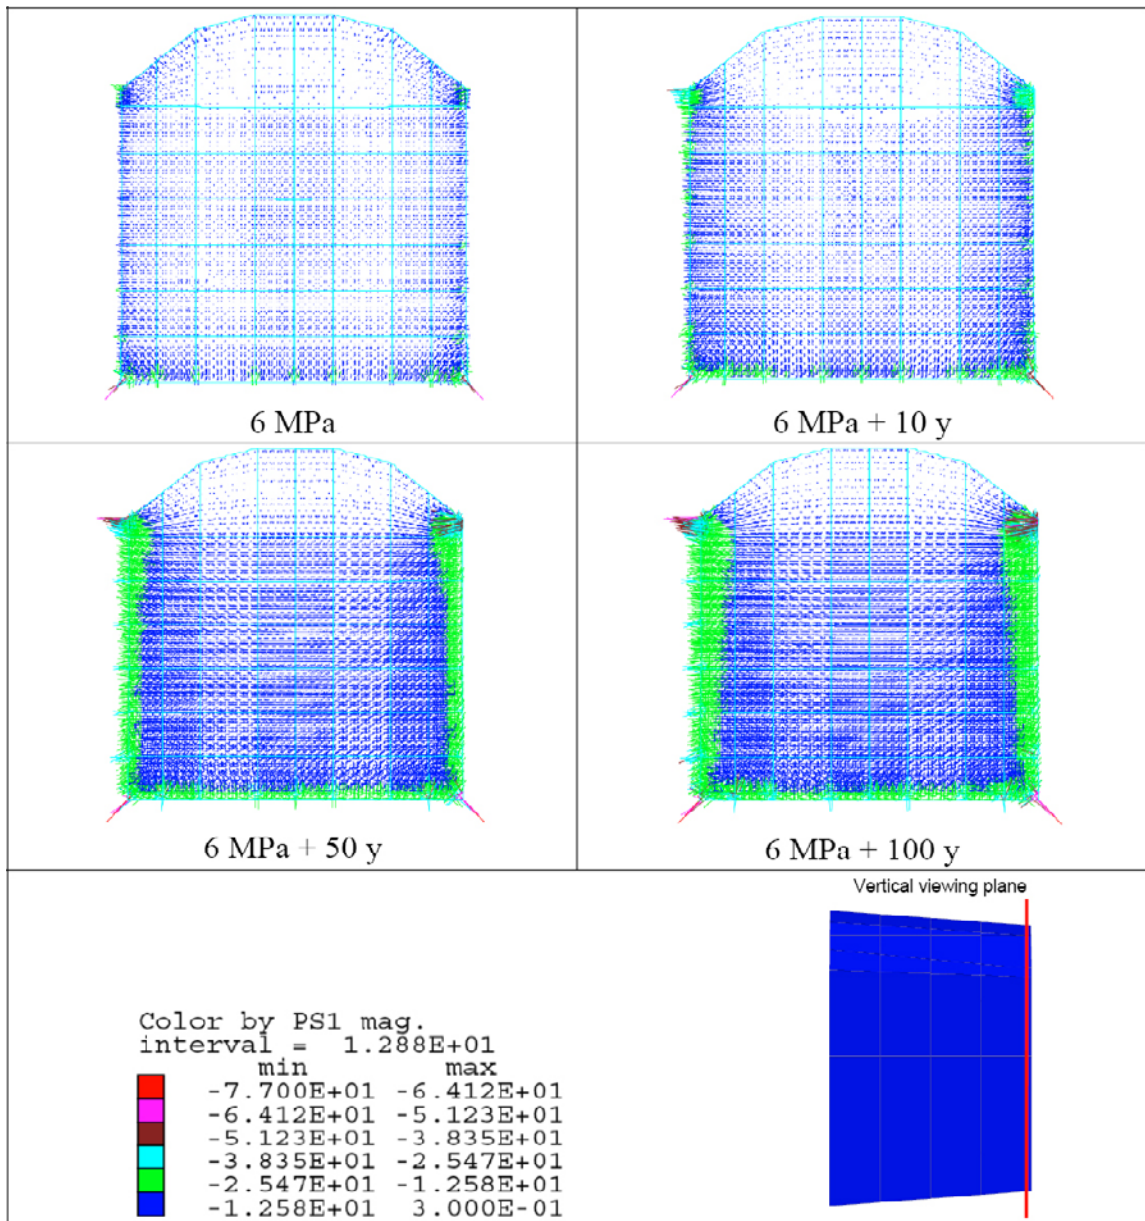 6 MPa
6 MPa + 10 y
6 MPa + 50 y
6 MPa + 100 y
Vertical viewing plane
Color by PS1 mag.
interval = 1.288E+01
min max
-7.700E+01 -6.412E+01
-6.412E+01 -5.123E+01
-5.123E+01 -3.835E+01
-3.835E+01 -2.547E+01
-2.547E+01 -1.258E+01
-1.258E+01 3.000E-01